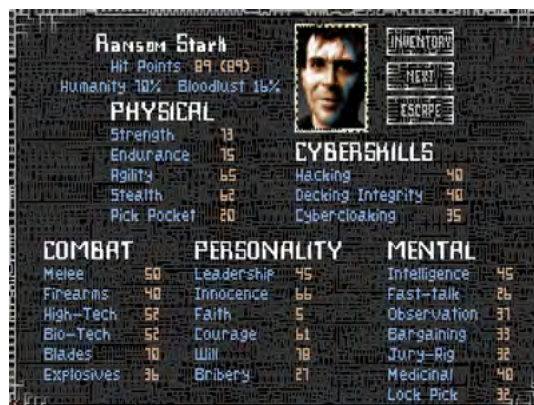 Ransom Stark
Hit Points 89 (89)
Humanity 70% Bloodlust 16%
INVENTORY
NEXT
ESCAPE
PHYSICAL
Strength 73
Endurance 75
Agility 65
Stealth 62
Pick Pocket 20
CYBERSKILLS
Hacking 40
Decking Integrity 40
Cybercloaking 35
COMBAT
Melee 50
Firearms 40
High-Tech 52
Bio-Tech 52
Blades 70
Explosives 36
PERSONALITY
Leadership 45
Innocence 66
Faith 5
Courage 61
Will 78
Bribery 27
MENTAL
Intelligence 45
Fast-talk 26
Observation 37
Bargaining 33
Jury-Rig 32
Medicinal 40
Lock Pick 32